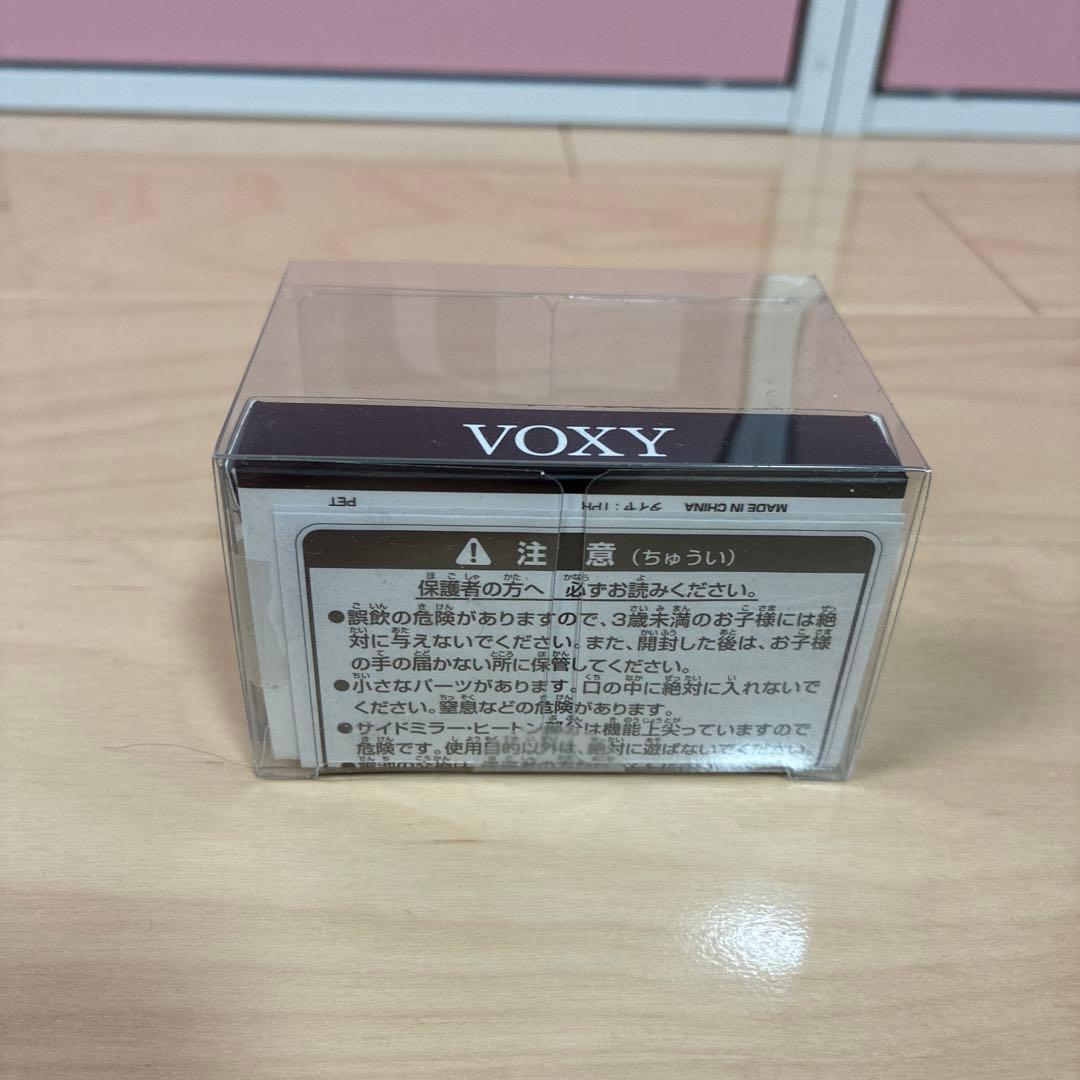 VOXY
PET
タイヤ：TPR
MADE IN CHINA
注意（ちゅうい）
保護者の方へ 必ずお読みください。
●誤飲の危険がありますので、3歳未満のお子様には絶
対に与えないでください。また、開封した後は、お子様
の手の届かない所に保管してください。
●小さなパーツがあります。口の中に絶対に入れないで
ください。窒息などの危険があります。
●サイドミラー・ヒートン部分は機能上尖っていますので
危険です。使用目的以外は、絶対に遊ばないでください。